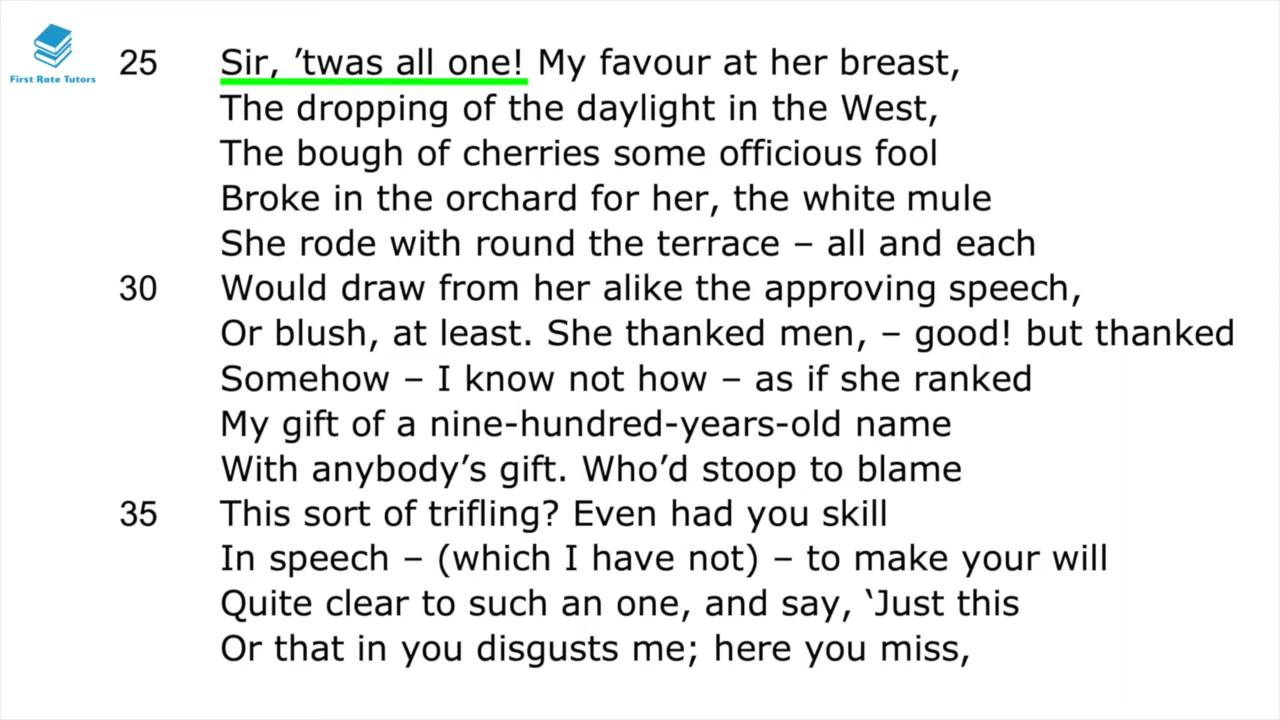 First Rate Tutors
25 Sir, ’twas all one! My favour at her breast,
The dropping of the daylight in the West,
The bough of cherries some officious fool
Broke in the orchard for her, the white mule
She rode with round the terrace – all and each
30 Would draw from her alike the approving speech,
Or blush, at least. She thanked men, – good! but thanked
Somehow – I know not how – as if she ranked
My gift of a nine-hundred-years-old name
With anybody’s gift. Who’d stoop to blame
35 This sort of trifling? Even had you skill
In speech – (which I have not) – to make your will
Quite clear to such an one, and say, ‘Just this
Or that in you disgusts me; here you miss,